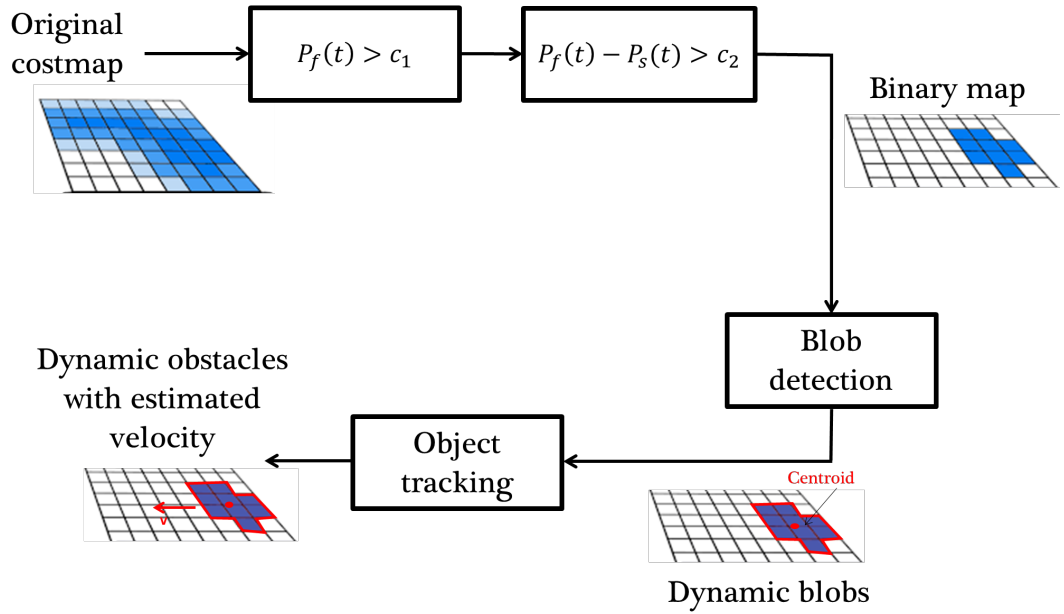 Original
costmap
P_f(t) > c_1
P_f(t) − P_s(t) > c_2
Binary map
Blob
detection
Dynamic obstacles
with estimated
velocity
Object
tracking
Centroid
v
Dynamic blobs